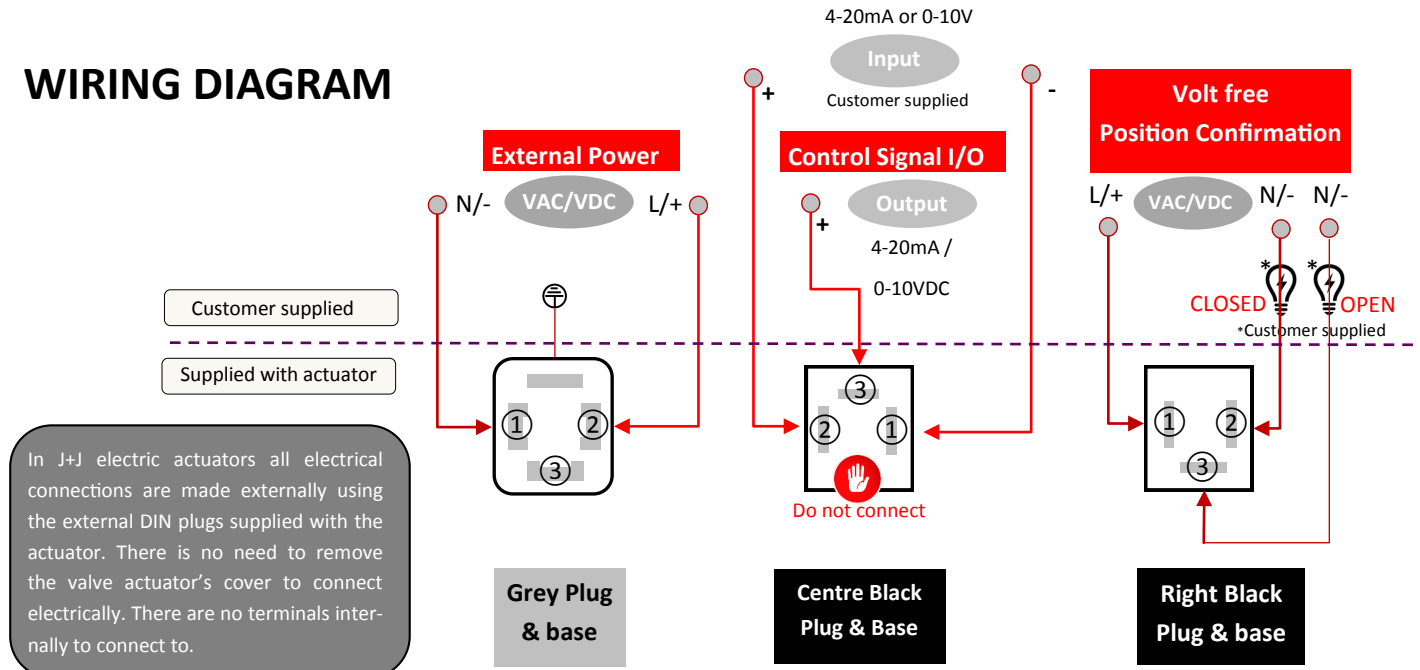 WIRING DIAGRAM
4-20mA or 0-10V
Input
Customer supplied
+
-
External Power
N/- VAC/VDC L/+
Control Signal I/O
Output
+
4-20mA /
0-10VDC
Volt free
Position Confirmation
L/+ VAC/VDC N/- N/-
* *
CLOSED OPEN
*Customer supplied
Customer supplied
Supplied with actuator
1 2
3
3
2 1
Do not connect
1 2
3
In J+J electric actuators all electrical
connections are made externally using
the external DIN plugs supplied with the
actuator. There is no need to remove
the valve actuator’s cover to connect
electrically. There are no terminals inter-
nally to connect to.
Grey Plug
& base
Centre Black
Plug & Base
Right Black
Plug & base